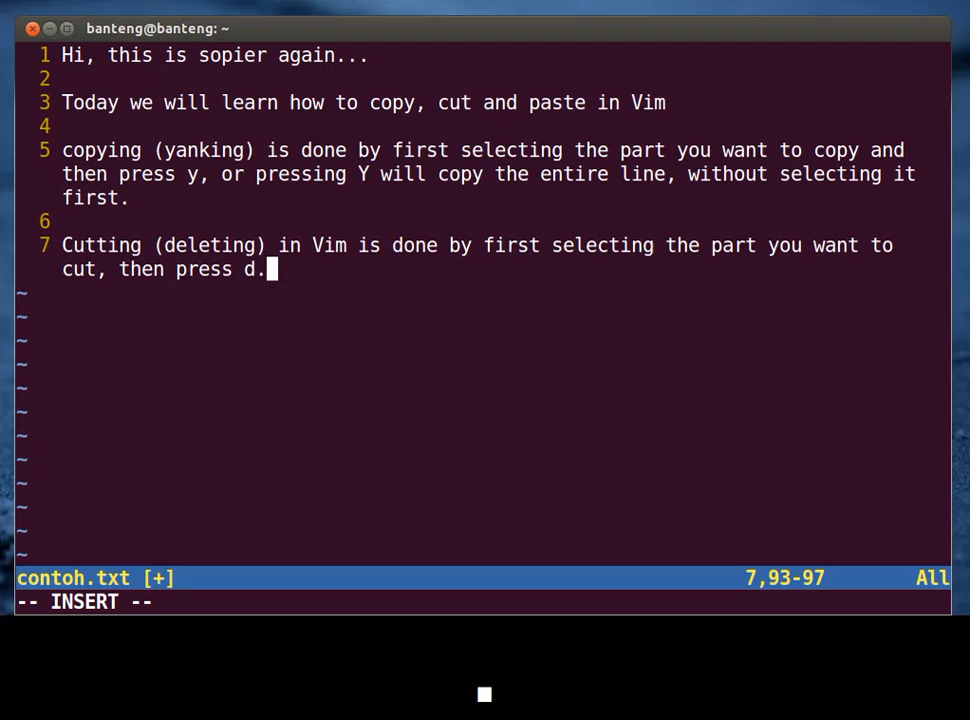 banteng@banteng: ~
1 Hi, this is sopier again...
2
3 Today we will learn how to copy, cut and paste in Vim
4
5 copying (yanking) is done by first selecting the part you want to copy and
then press y, or pressing Y will copy the entire line, without selecting it
first.
6
7 Cutting (deleting) in Vim is done by first selecting the part you want to
cut, then press d.
~
~
~
~
~
~
~
~
~
~
~
~
contoh.txt [+] 7,93-97 All
-- INSERT --